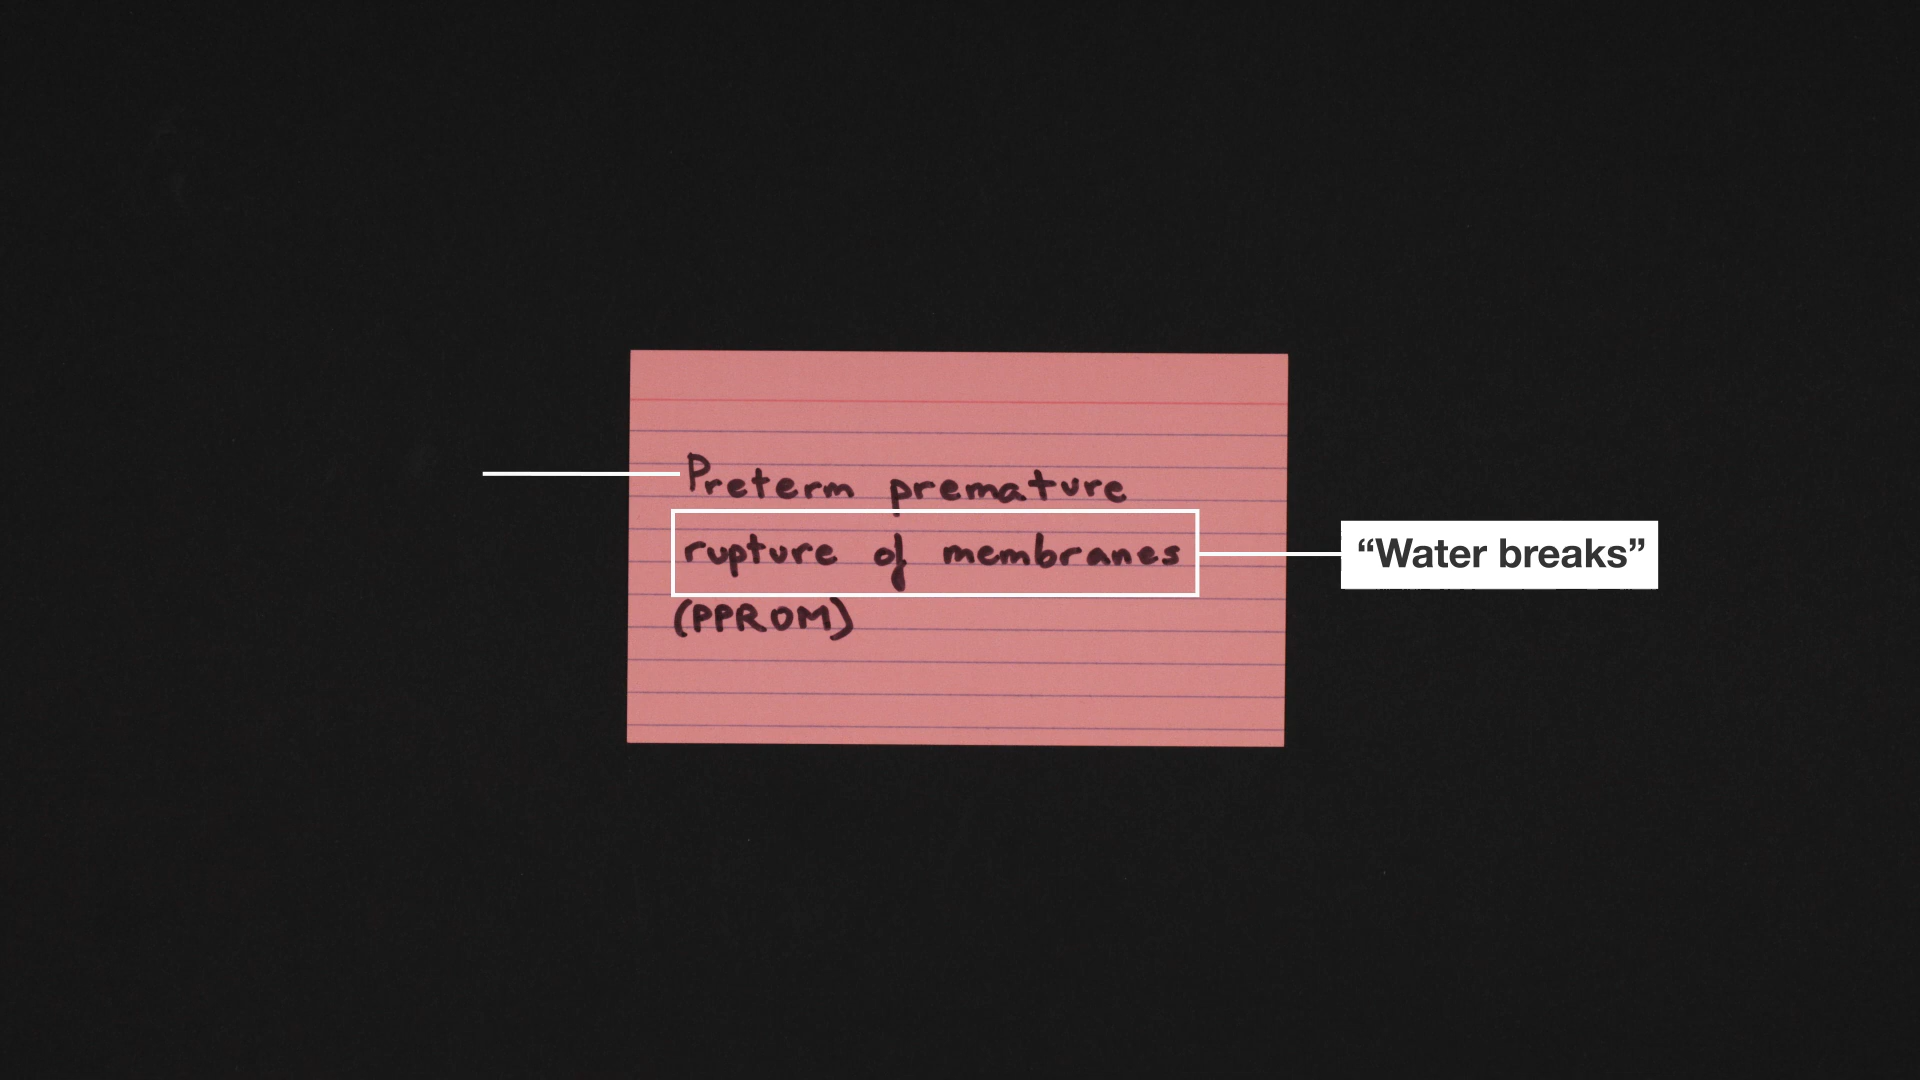 Preterm premature
rupture of membranes
(PPROM)
“Water breaks”